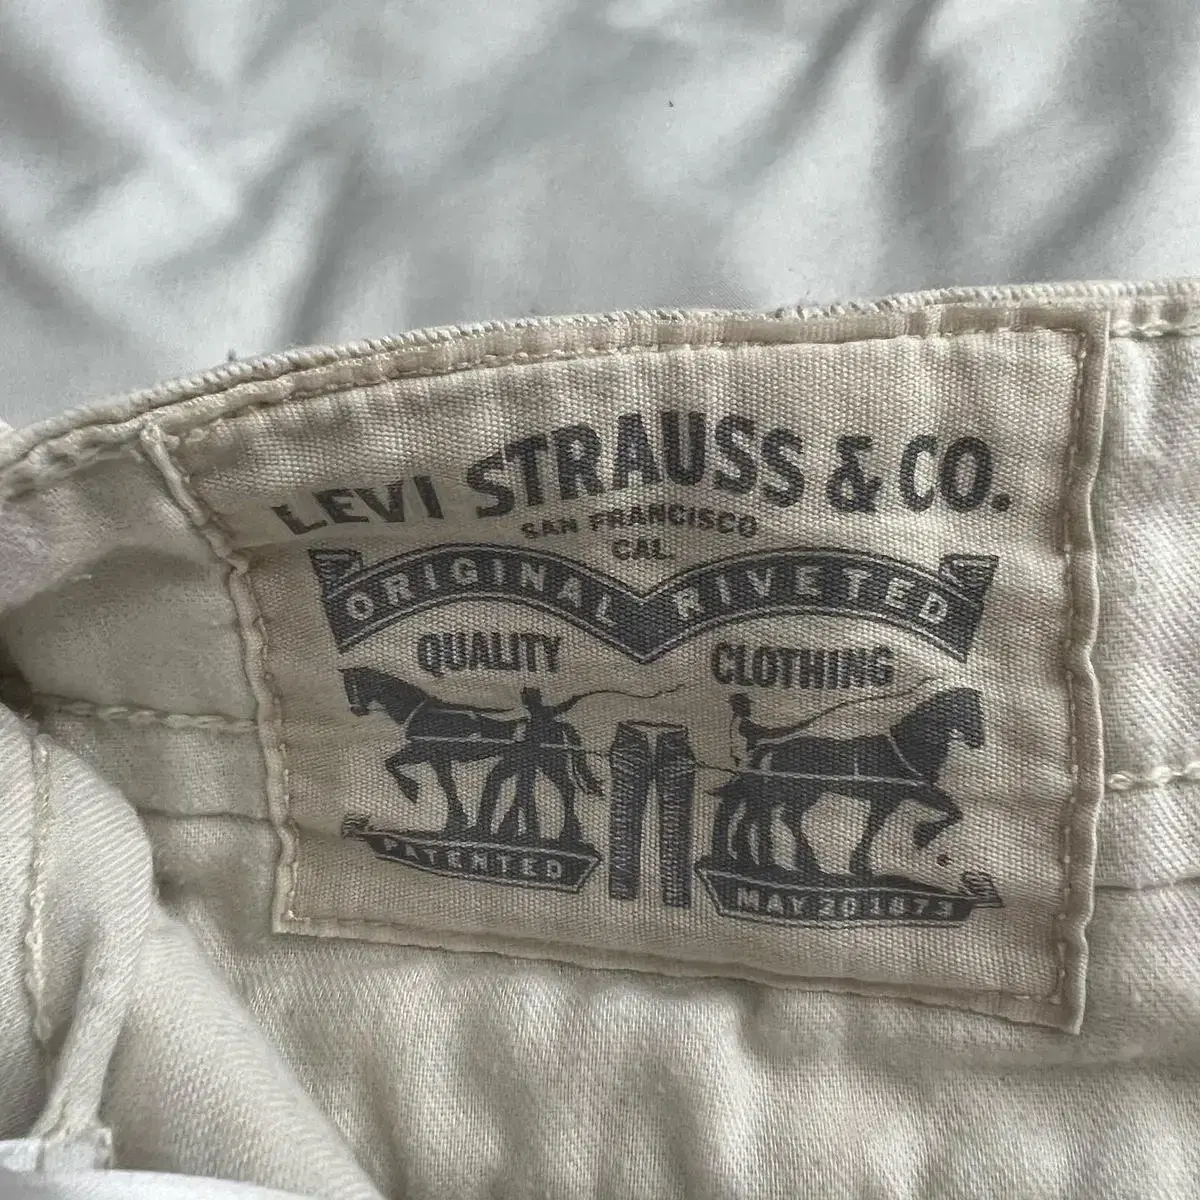 LEVI STRAUSS & CO.
SAN FRANCISCO
CAL.
ORIGINAL RIVETED
QUALITY CLOTHING
PATENTED
MAY 20 1873